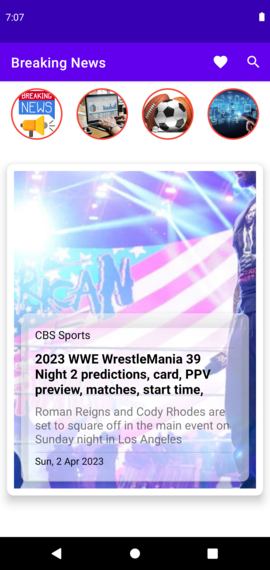 7:07
Breaking News
BREAKING
NEWS
RICAN
CBS Sports
2023 WWE WrestleMania 39
Night 2 predictions, card, PPV
preview, matches, start time,
Roman Reigns and Cody Rhodes are
set to square off in the main event on
Sunday night in Los Angeles
Sun, 2 Apr 2023